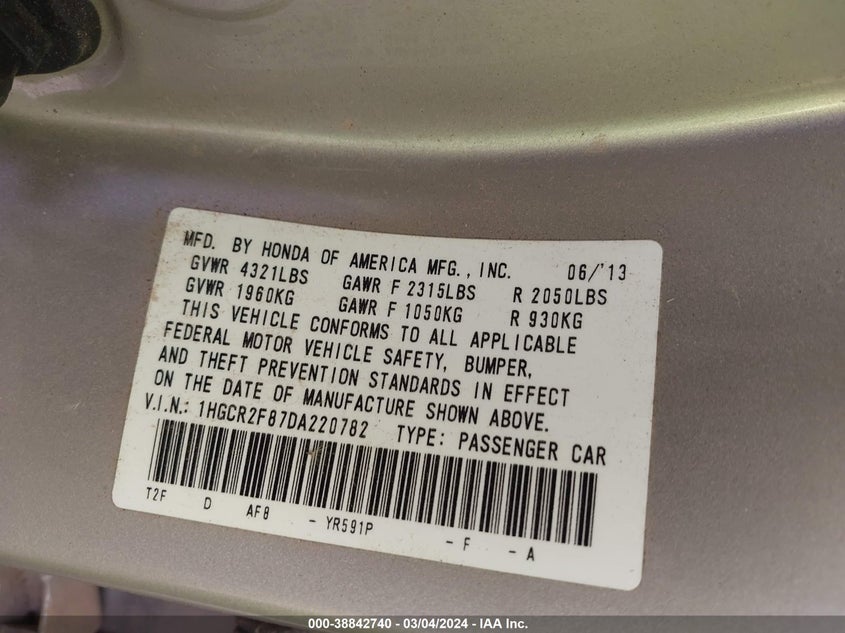 MFD. BY HONDA OF AMERICA MFG., INC. 06/'13
GVWR 4321LBS GAWR F 2315LBS R 2050LBS
GVWR 1960KG GAWR F 1050KG R 930KG
THIS VEHICLE CONFORMS TO ALL APPLICABLE
FEDERAL MOTOR VEHICLE SAFETY, BUMPER,
AND THEFT PREVENTION STANDARDS IN EFFECT
ON THE DATE OF MANUFACTURE SHOWN ABOVE.
V.I.N.: 1HGCR2F87DA220782 TYPE: PASSENGER CAR
T2F D AF8 - YR591P - F - A
000-38842740 - 03/04/2024 - IAA Inc.